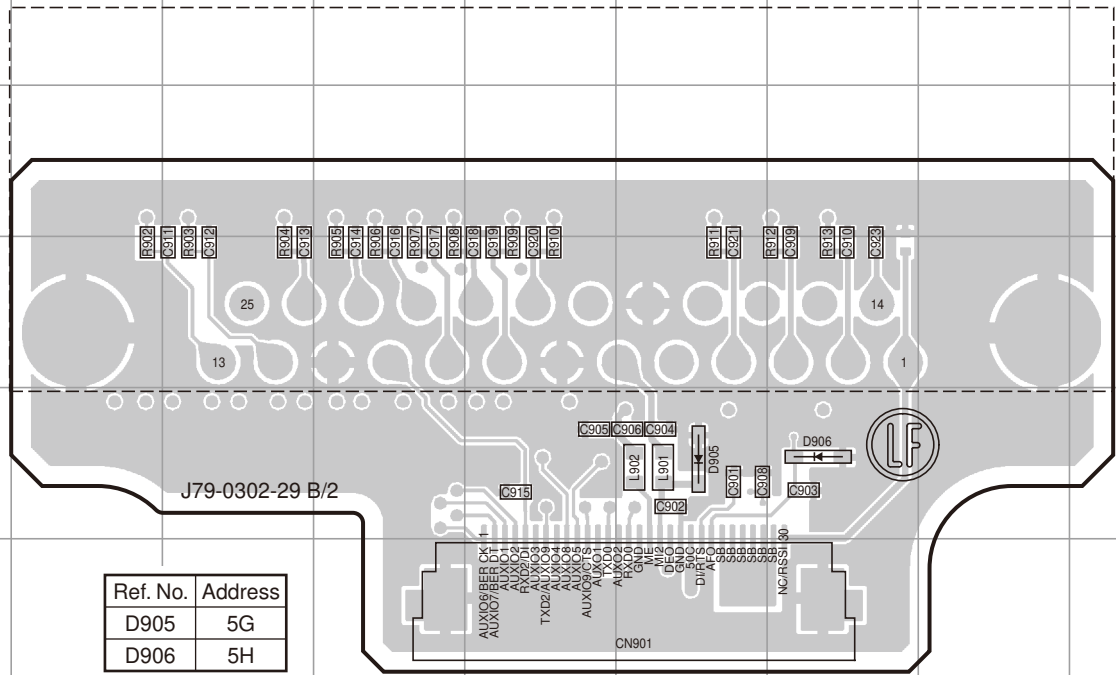 R902 C911 R903 C912 R904 C913 R905 C914 R906 C916 R907 C917 R908 C918 C919 R909 C920 R910 R911 C921 R912 C909 R913 C910 C923
25 14
13 1
C905 C906 C904
L902 L901 D905 D906 LF
C901 C908 C903
J79-0302-29 B/2 C915 C902
1
AUXIO6/BER CK
AUXIO7/BER DT
AUXIO1
AUXIO2
RXD2/DI
AUXIO3
TXD2/AUXIO9
AUXIO4
AUXIO8
AUXIO5
AUXIO9/CTS
AUXO1
TXD0
AUXO2
RXD0
GND
ME
MI2
DEO
GND
50C
DI/RTS
AFO
SB
SB
SB
SB
SB
SB
NC/RSSI
30
CN901
Ref. No. Address
D905 5G
D906 5H